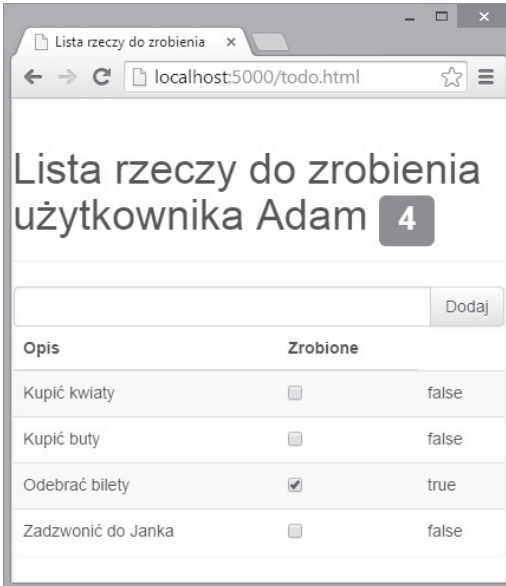 Lista rzeczy do zrobienia
localhost:5000/todo.html
Lista rzeczy do zrobienia
użytkownika Adam 4
Dodaj
Opis Zrobione
Kupić kwiaty false
Kupić buty false
Odebrać bilety true
Zadzwonić do Janka false